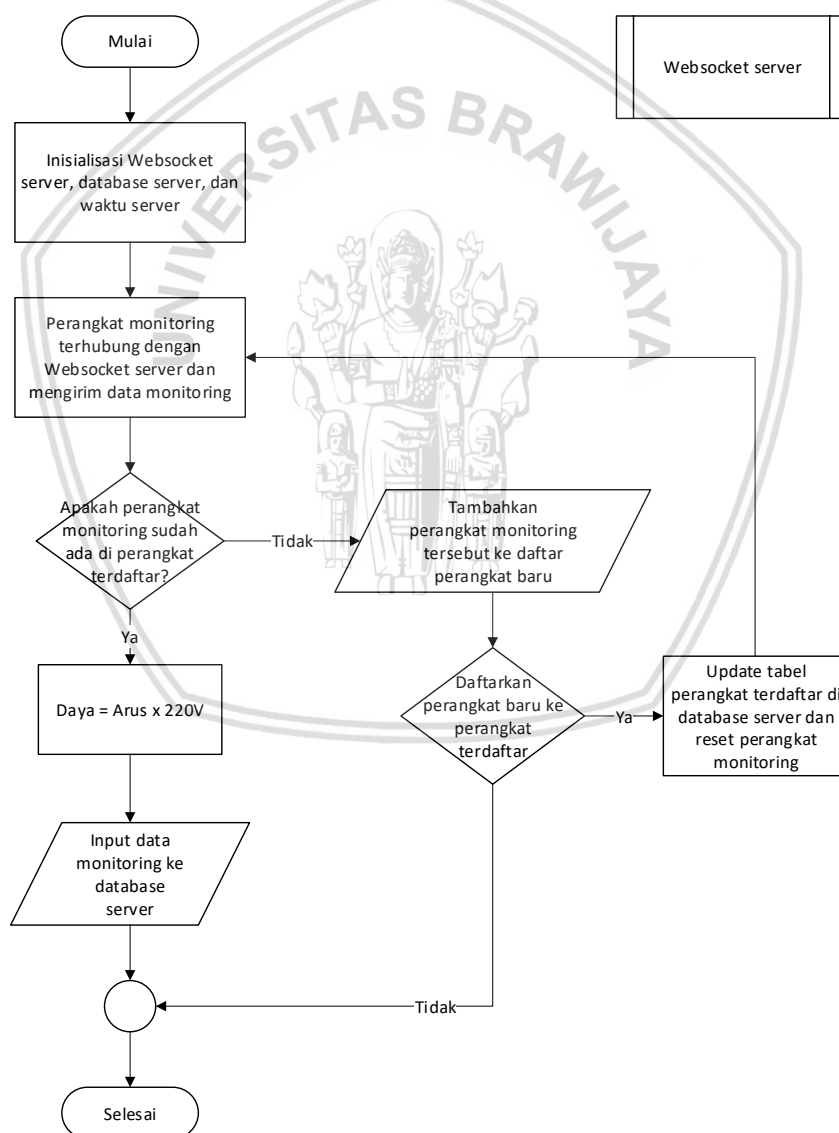 Mulai
Websocket server
UNIVERSITAS BRAWIJAYA
Inisialisasi Websocket
server, database server, dan
waktu server
Perangkat monitoring
terhubung dengan
Websocket server dan
mengirim data monitoring
Apakah perangkat
monitoring sudah
ada di perangkat
terdaftar?
Tidak
Tambahkan
perangkat monitoring
tersebut ke daftar
perangkat baru
Ya
Daya = Arus x 220V
Daftarkan
perangkat baru ke
perangkat
terdaftar
Ya
Update tabel
perangkat terdaftar di
database server dan
reset perangkat
monitoring
Input data
monitoring ke
database
server
Tidak
Selesai